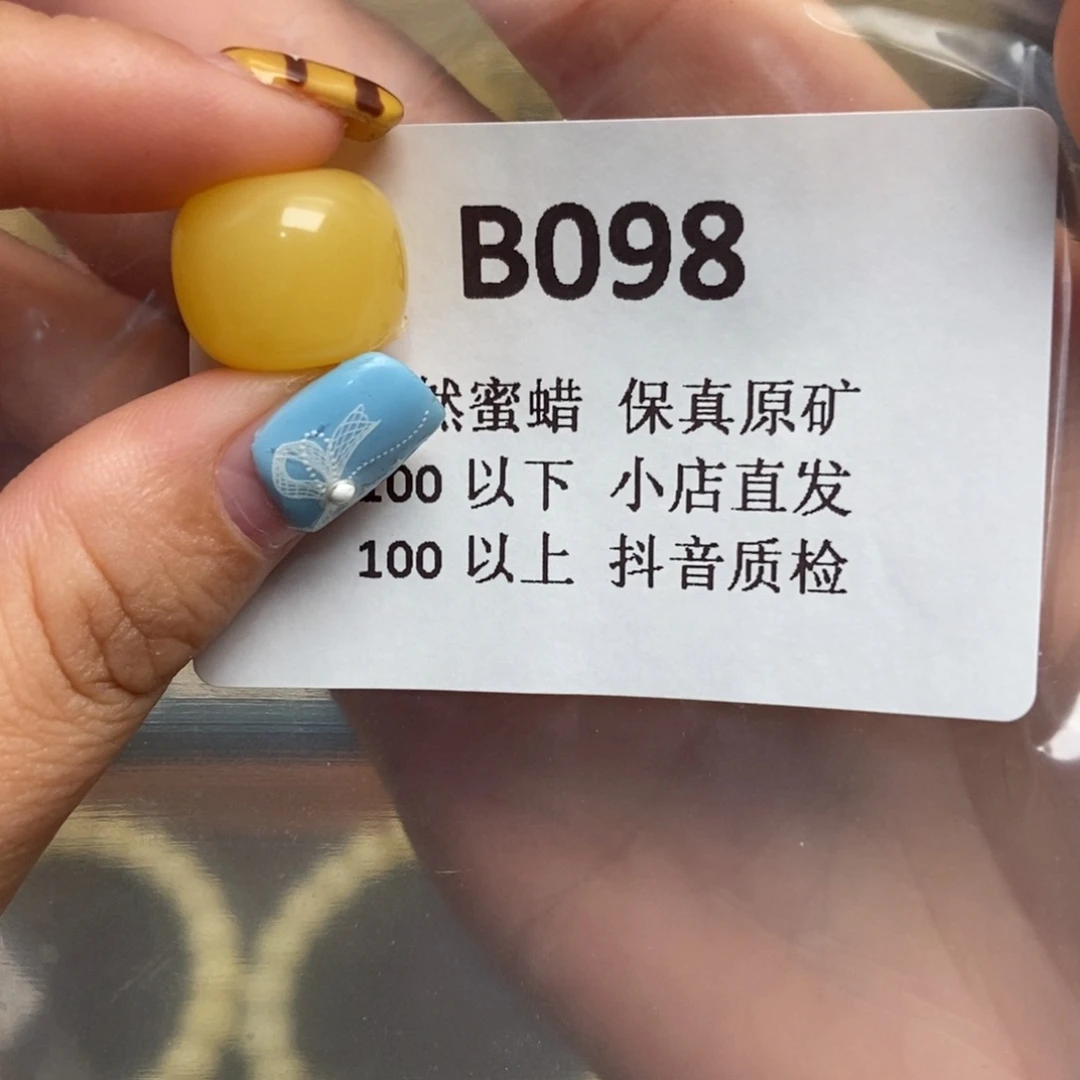 B098
然蜜蜡 保真原矿
100 以下 小店直发
100 以上 抖音质检